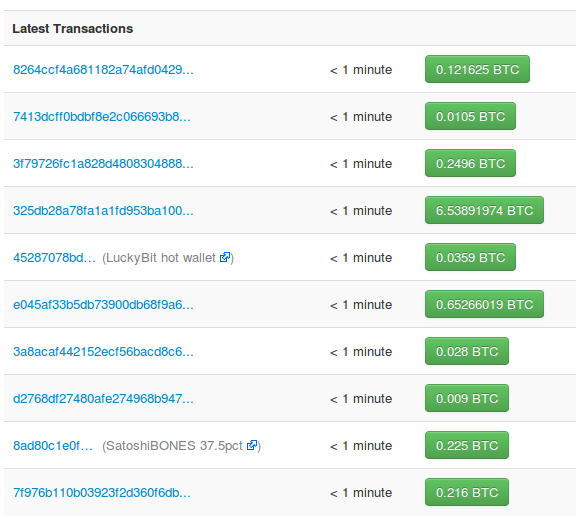 Latest Transactions
8264ccf4a681182a74afd0429... < 1 minute 0.121625 BTC
7413dcff0bdbf8e2c066693b8... < 1 minute 0.0105 BTC
3f79726fc1a828d4808304888... < 1 minute 0.2496 BTC
325db28a78fa1a1fd953ba100... < 1 minute 6.53891974 BTC
45287078bd... (LuckyBit hot wallet) < 1 minute 0.0359 BTC
e045af33b5db73900db68f9a6... < 1 minute 0.65266019 BTC
3a8acaf442152ecf56bacd8c6... < 1 minute 0.028 BTC
d2768df27480afe274968b947... < 1 minute 0.009 BTC
8ad80c1e0f... (SatoshiBONES 37.5pct) < 1 minute 0.225 BTC
7f976b110b03923f2d360f6db... < 1 minute 0.216 BTC